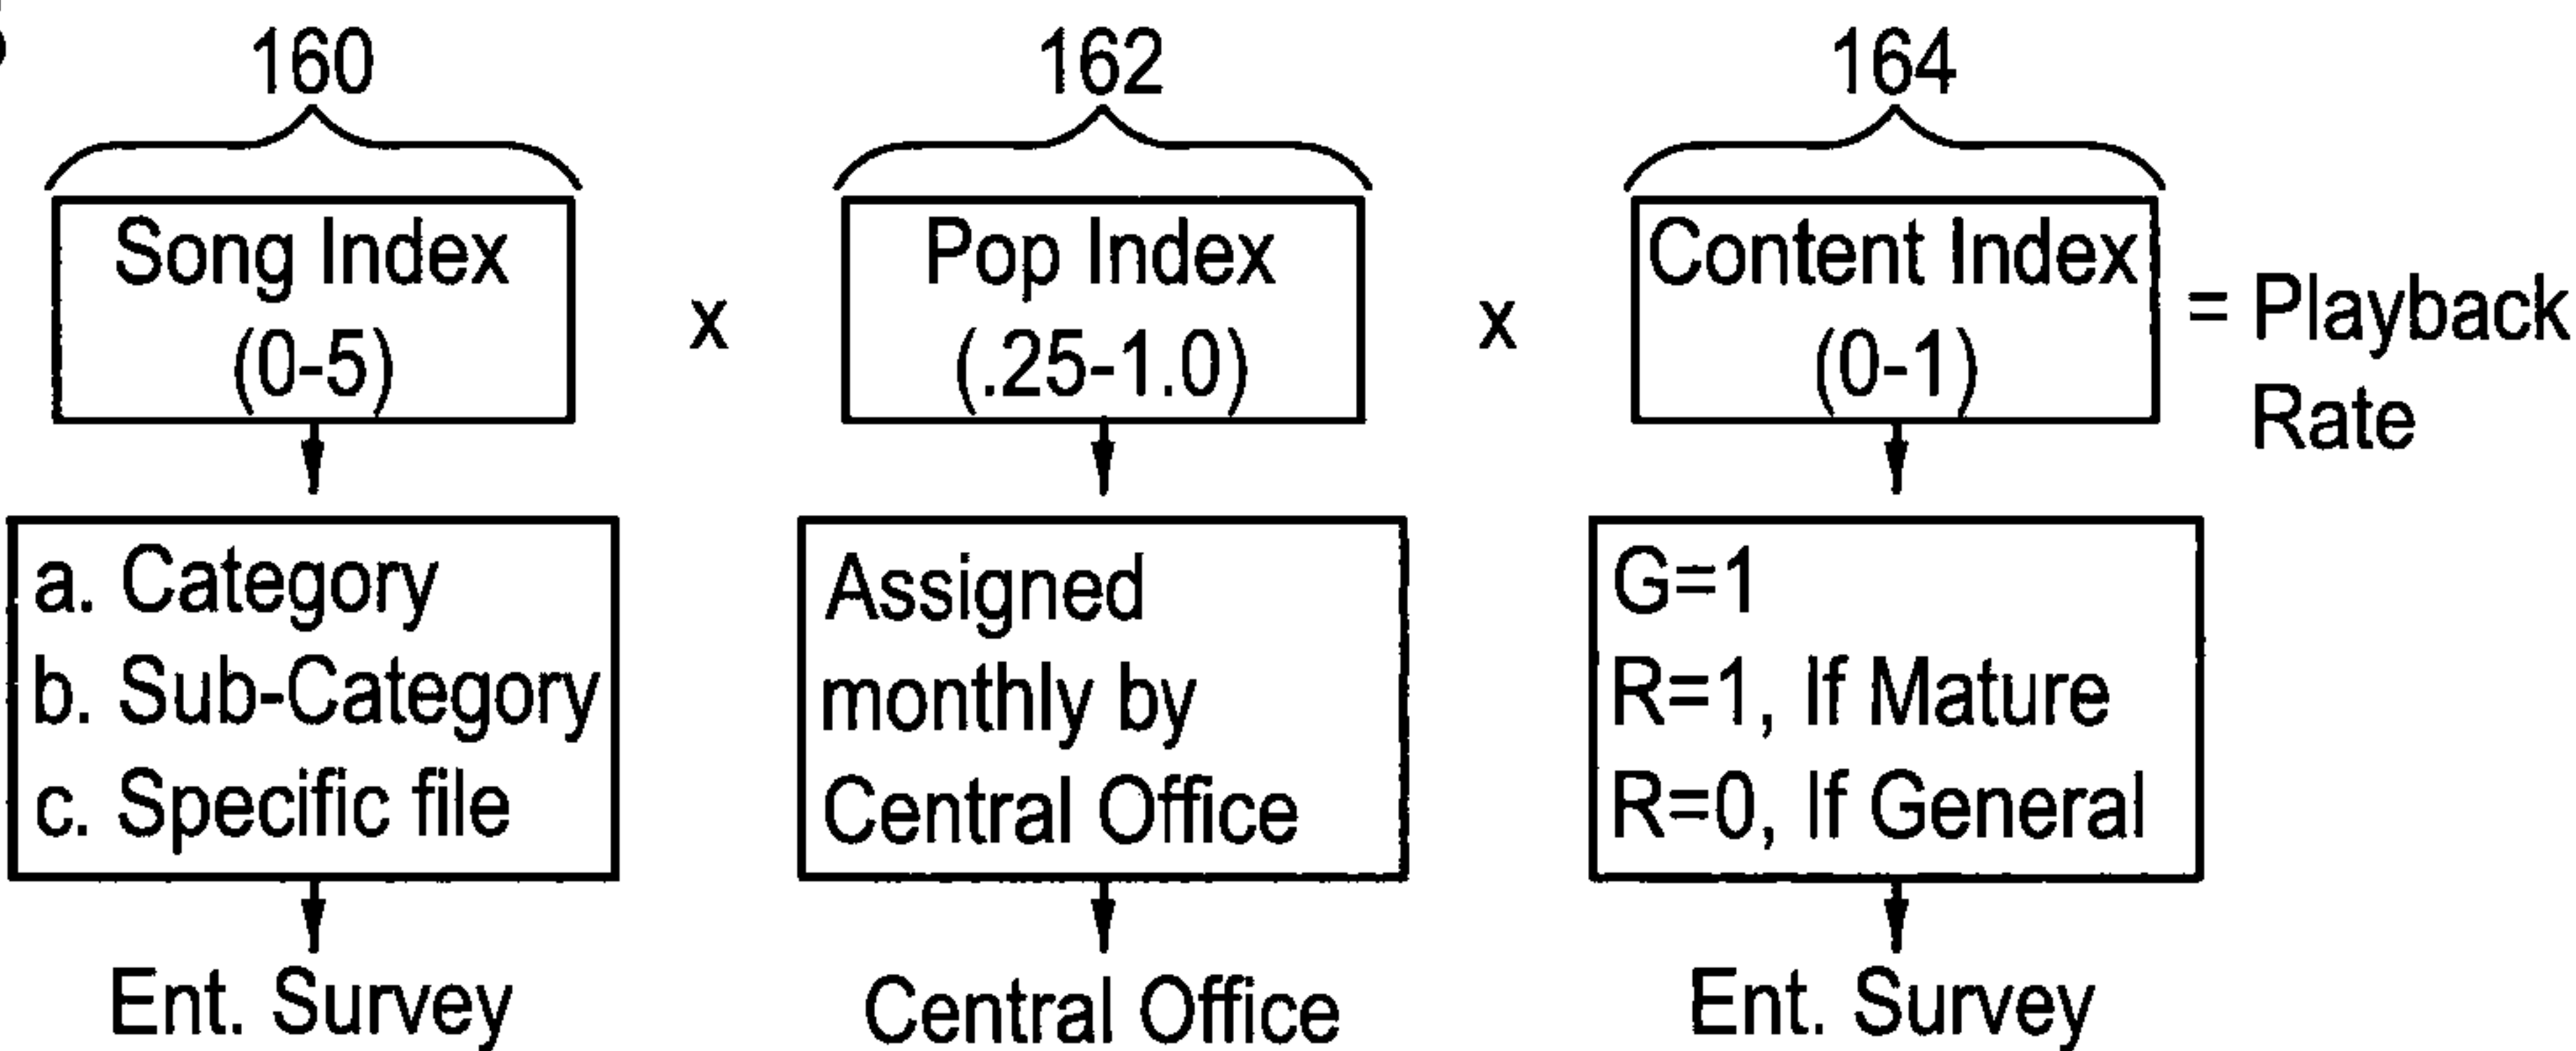 160
162
164
Song Index
(0-5)
x
Pop Index
(.25-1.0)
x
Content Index
(0-1)
= Playback
Rate
a. Category
b. Sub-Category
c. Specific file
Assigned
monthly by
Central Office
G=1
R=1, If Mature
R=0, If General
Ent. Survey
Central Office
Ent. Survey